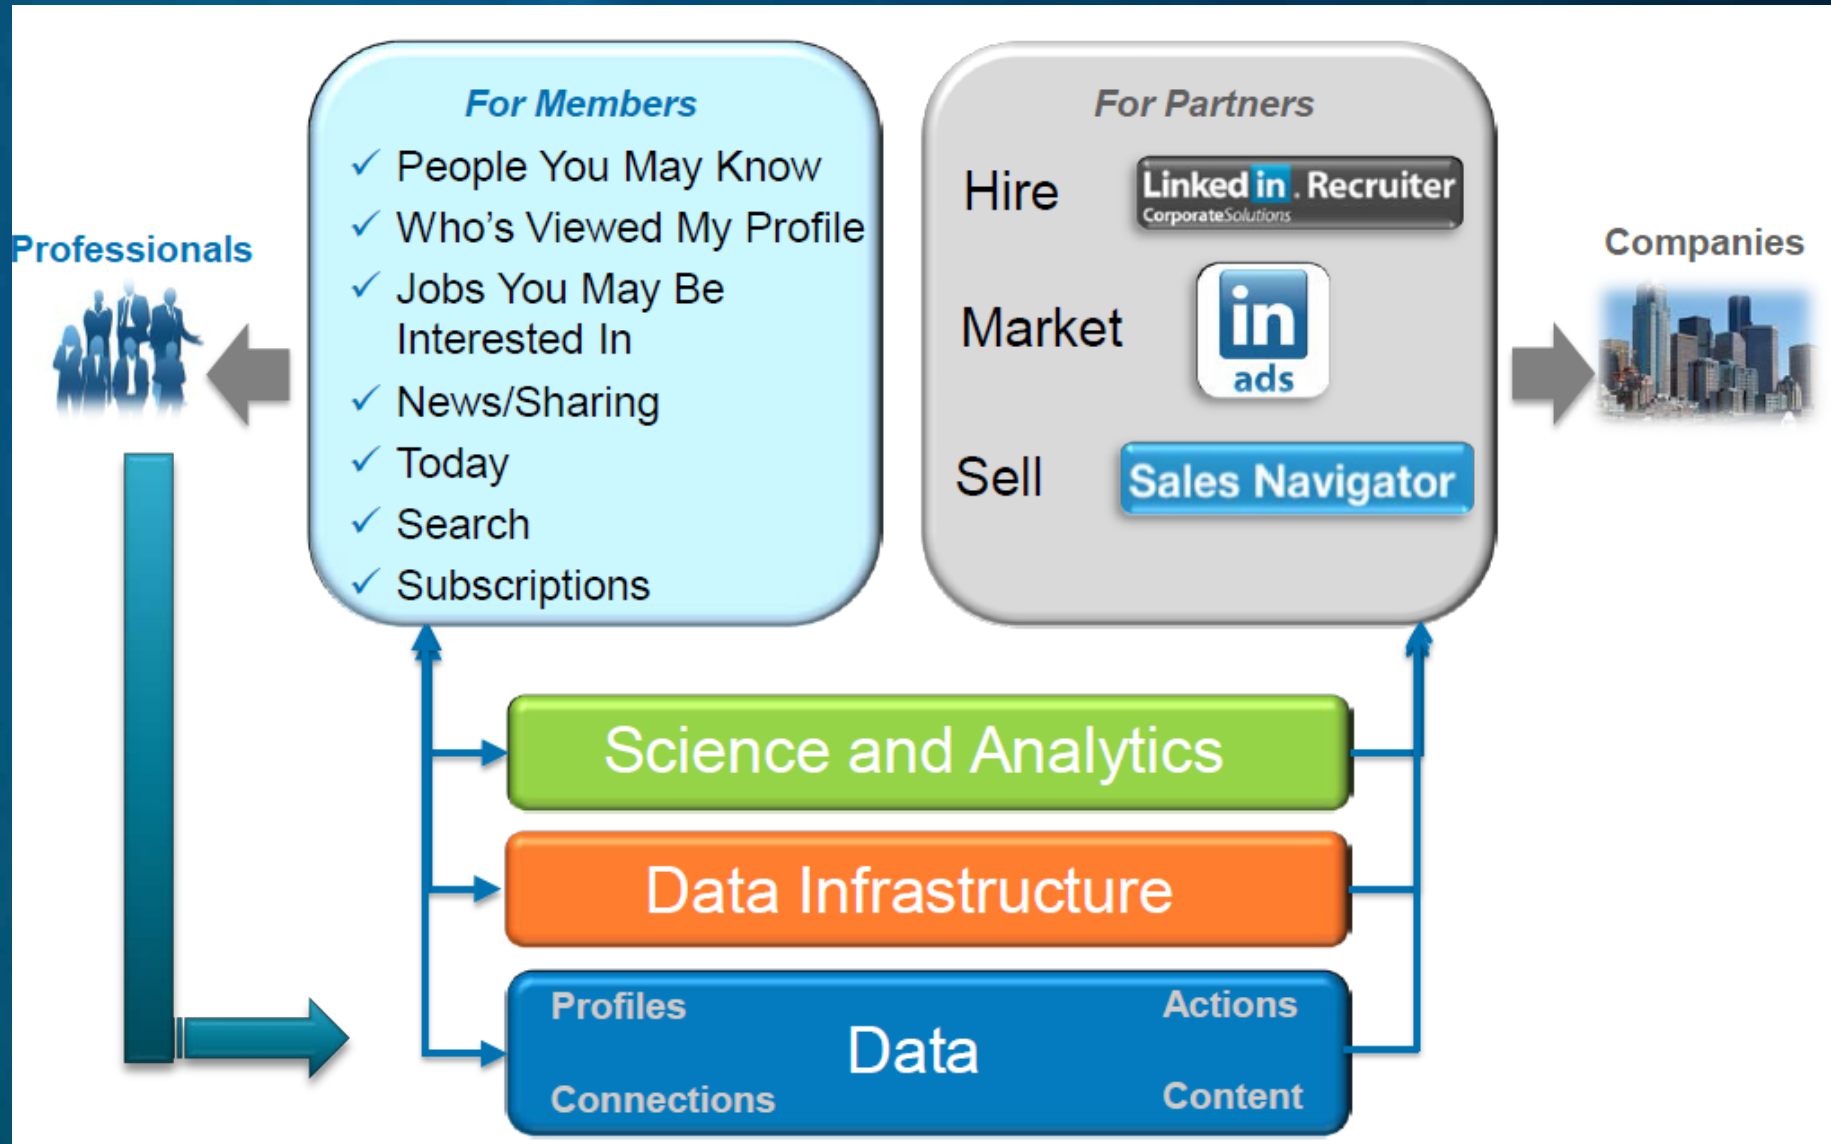 For Members
People You May Know
Who's Viewed My Profile
Jobs You May Be
Interested In
News/Sharing
Today
Search
Subscriptions
For Partners
Hire
Linked in. Recruiter
CorporateSolutions
Market
in
ads
Sell
Sales Navigator
Professionals
Companies
Science and Analytics
Data Infrastructure
Profiles
Actions
Data
Connections
Content